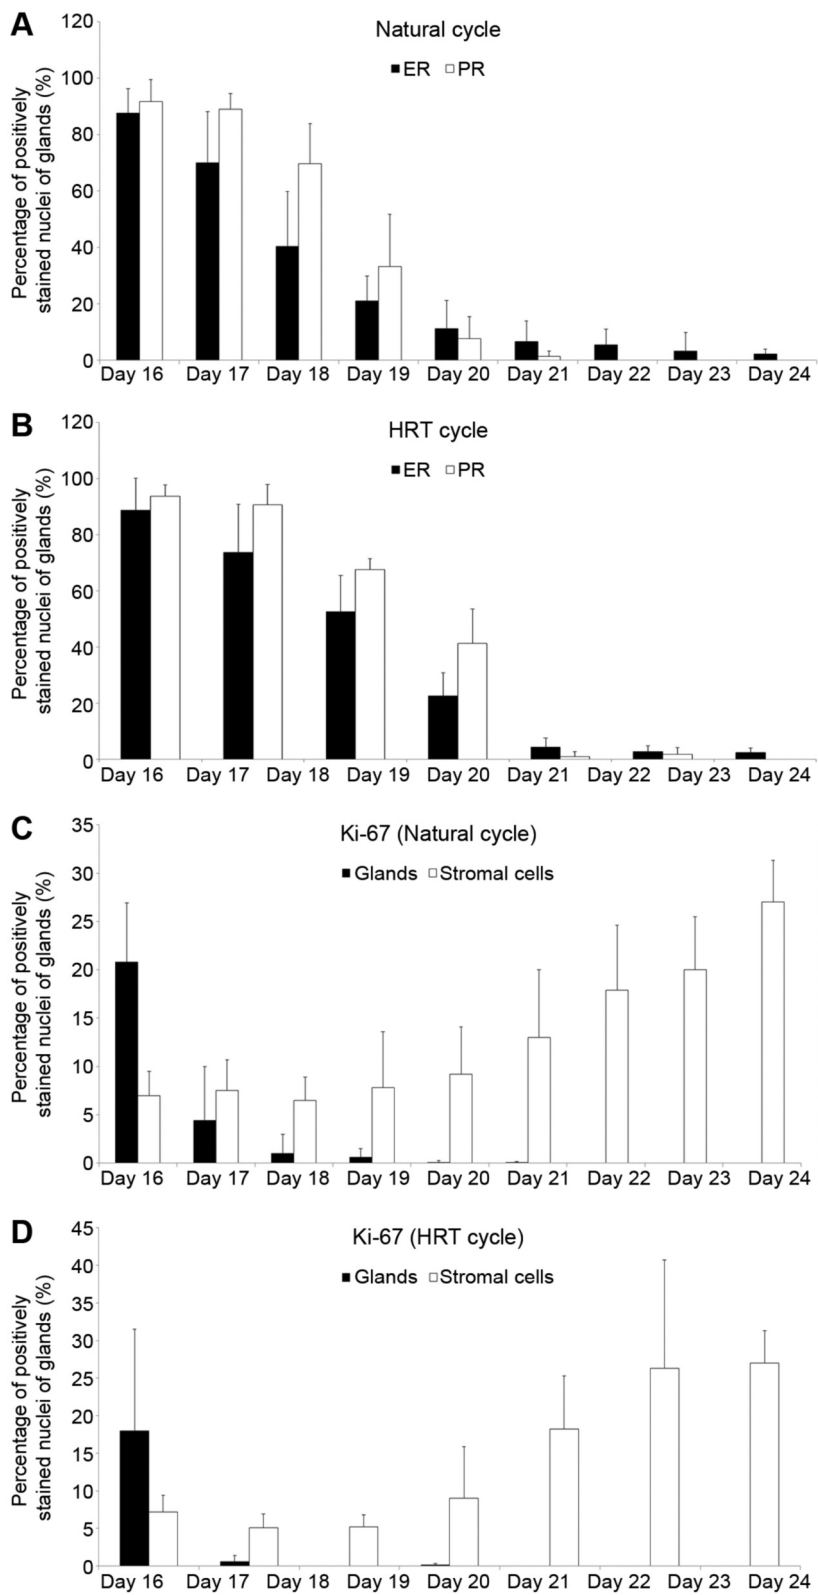 A
Natural cycle
■ER □PR
Percentage of positively
stained nuclei of glands (%)
120
100
80
60
40
20
0
Day 16 Day 17 Day 18 Day 19 Day 20 Day 21 Day 22 Day 23 Day 24
B
HRT cycle
■ER □PR
Percentage of positively
stained nuclei of glands (%)
120
100
80
60
40
20
0
Day 16 Day 17 Day 18 Day 19 Day 20 Day 21 Day 22 Day 23 Day 24
C
Ki-67 (Natural cycle)
■Glands □Stromal cells
Percentage of positively
stained nuclei of glands (%)
35
30
25
20
15
10
5
0
Day 16 Day 17 Day 18 Day 19 Day 20 Day 21 Day 22 Day 23 Day 24
D
Ki-67 (HRT cycle)
■Glands □Stromal cells
Percentage of positively
stained nuclei of glands (%)
45
40
35
30
25
20
15
10
5
0
Day 16 Day 17 Day 18 Day 19 Day 20 Day 21 Day 22 Day 23 Day 24